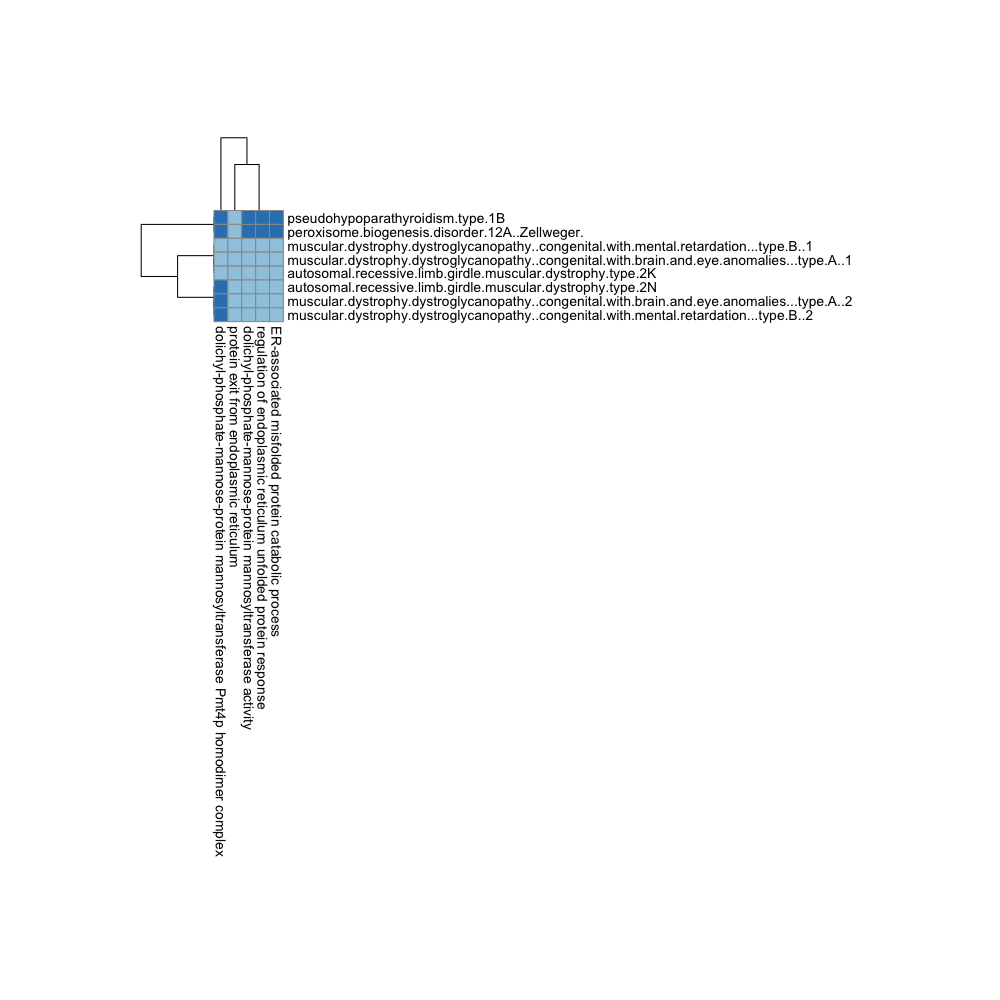 pseudohypoparathyroidism.type.1B
peroxisome.biogenesis.disorder.12A..Zellweger.
muscular.dystrophy.dystroglycanopathy..congenital.with.mental.retardation...type.B..1
muscular.dystrophy.dystroglycanopathy..congenital.with.brain.and.eye.anomalies...type.A..1
autosomal.recessive.limb.girdle.muscular.dystrophy.type.2K
autosomal.recessive.limb.girdle.muscular.dystrophy.type.2N
muscular.dystrophy.dystroglycanopathy..congenital.with.brain.and.eye.anomalies...type.A..2
muscular.dystrophy.dystroglycanopathy..congenital.with.mental.retardation...type.B..2
dolichyl-phosphate-mannose-protein mannosyltransferase Pmt4p homodimer complex
protein exit from endoplasmic reticulum
dolichyl-phosphate-mannose-protein mannosyltransferase activity
regulation of endoplasmic reticulum unfolded protein response
ER-associated misfolded protein catabolic process